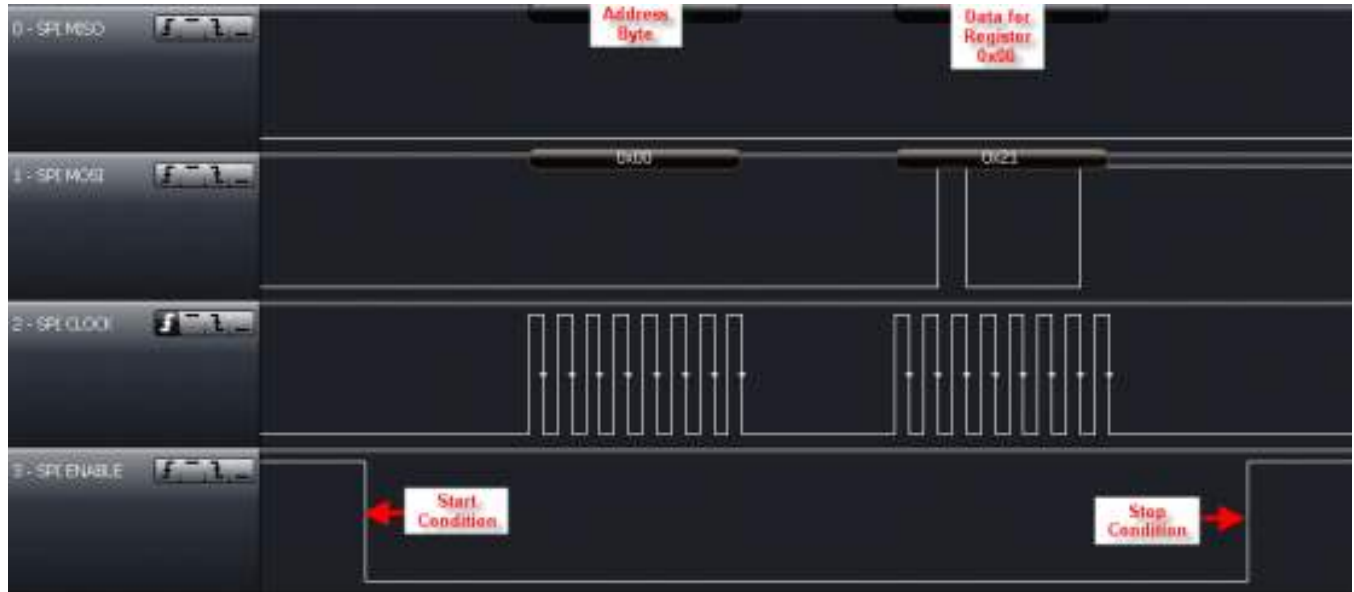 0 - SPI MISO
Address
Byte
Data for
Register
0x00
1 - SPI MOSI
0x00
0x21
2 - SPI CLOCK
3 - SPI ENABLE
Start
Condition
Stop
Condition